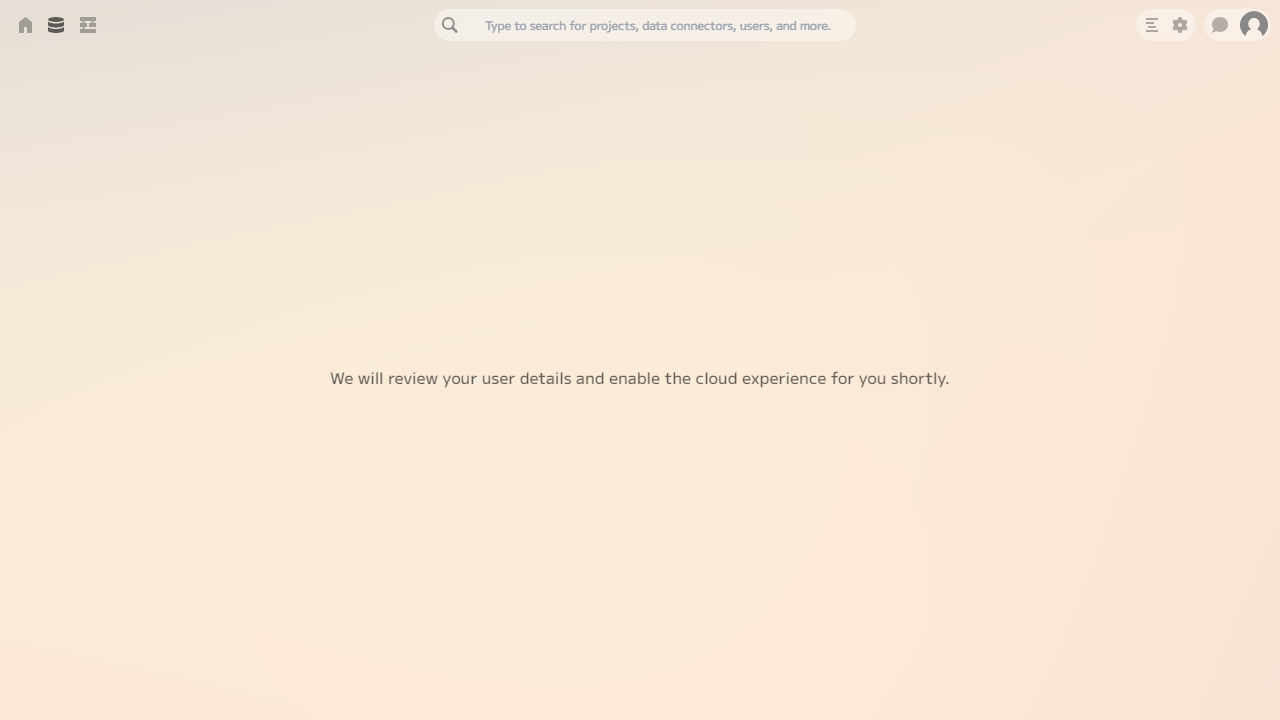 Type to search for projects, data connectors, users, and more.
We will review your user details and enable the cloud experience for you shortly.